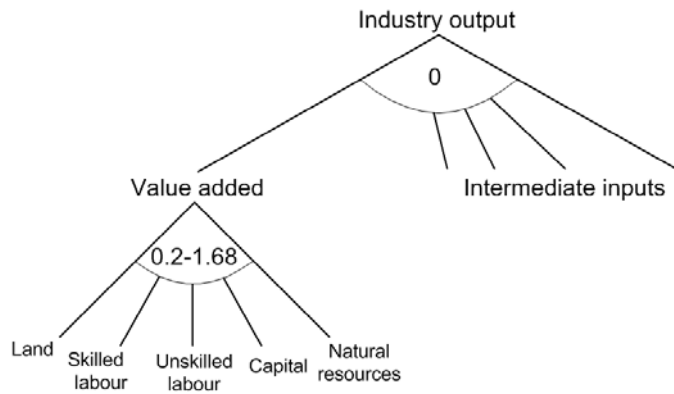 Industry output
0
Value added
Intermediate inputs
0.2-1.68
Land
Skilled
labour
Unskilled
labour
Capital
Natural
resources